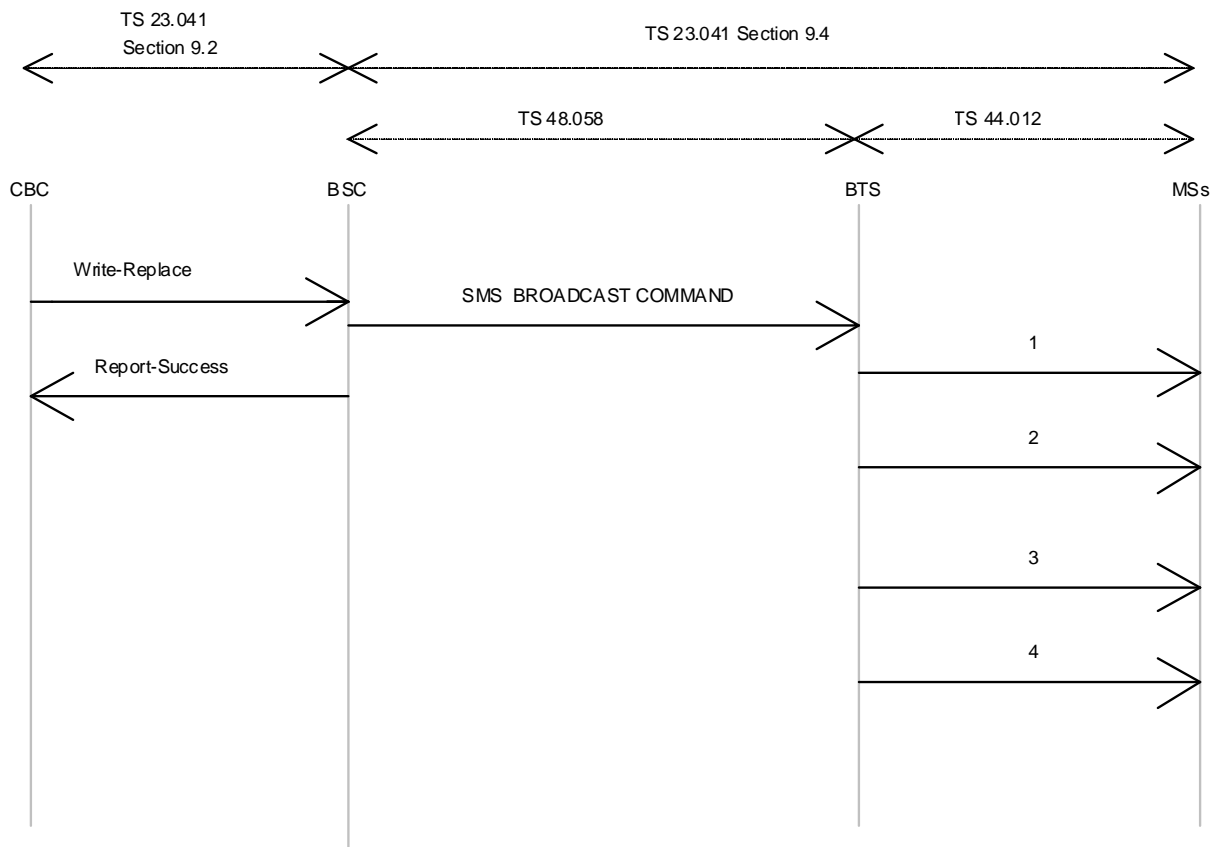 TS 23.041
Section 9.2
TS 23.041 Section 9.4
TS 48.058
TS 44.012
CBC
BSC
BTS
MSs
Write-Replace
SMS BROADCAST COMMAND
1
Report-Success
2
3
4